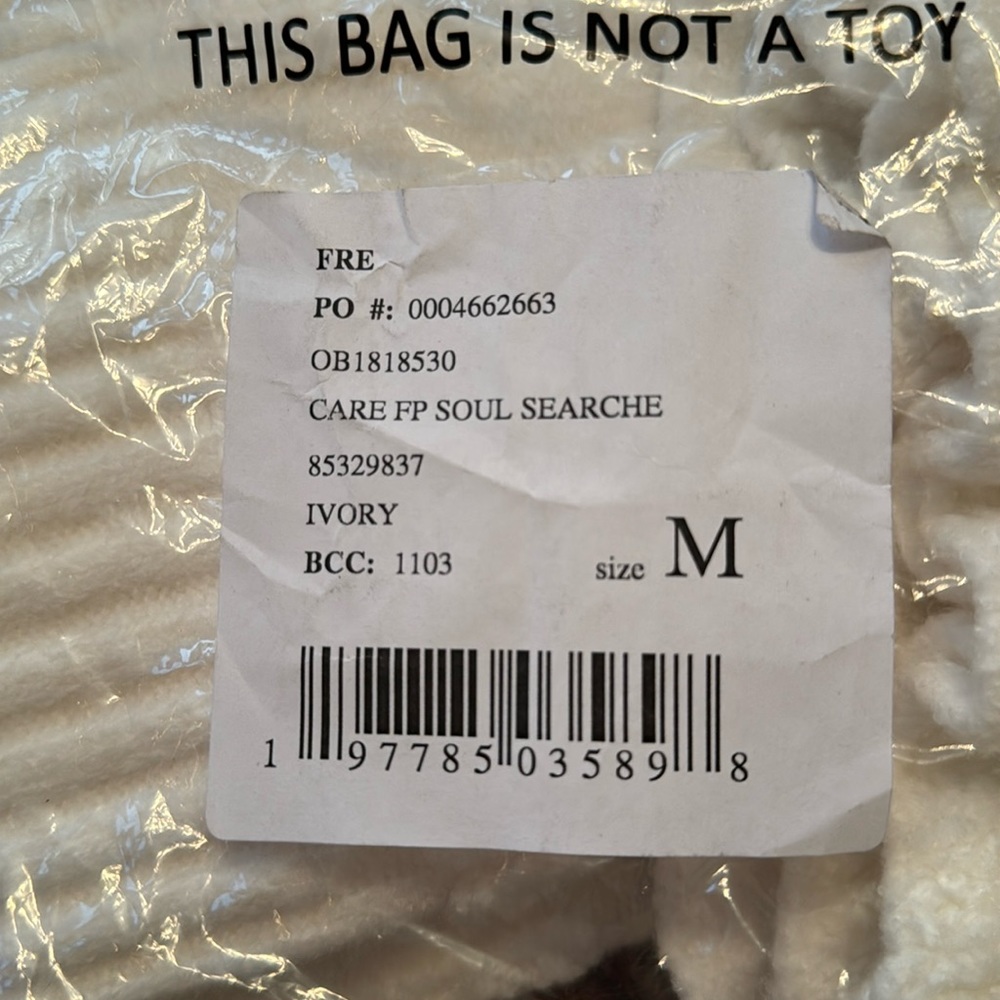 THIS BAG IS NOT A TOY
FRE
PO #: 0004662663
OB1818530
CARE FP SOUL SEARCHE
85329837
IVORY
BCC: 1103
size M
1 97785 03589 8